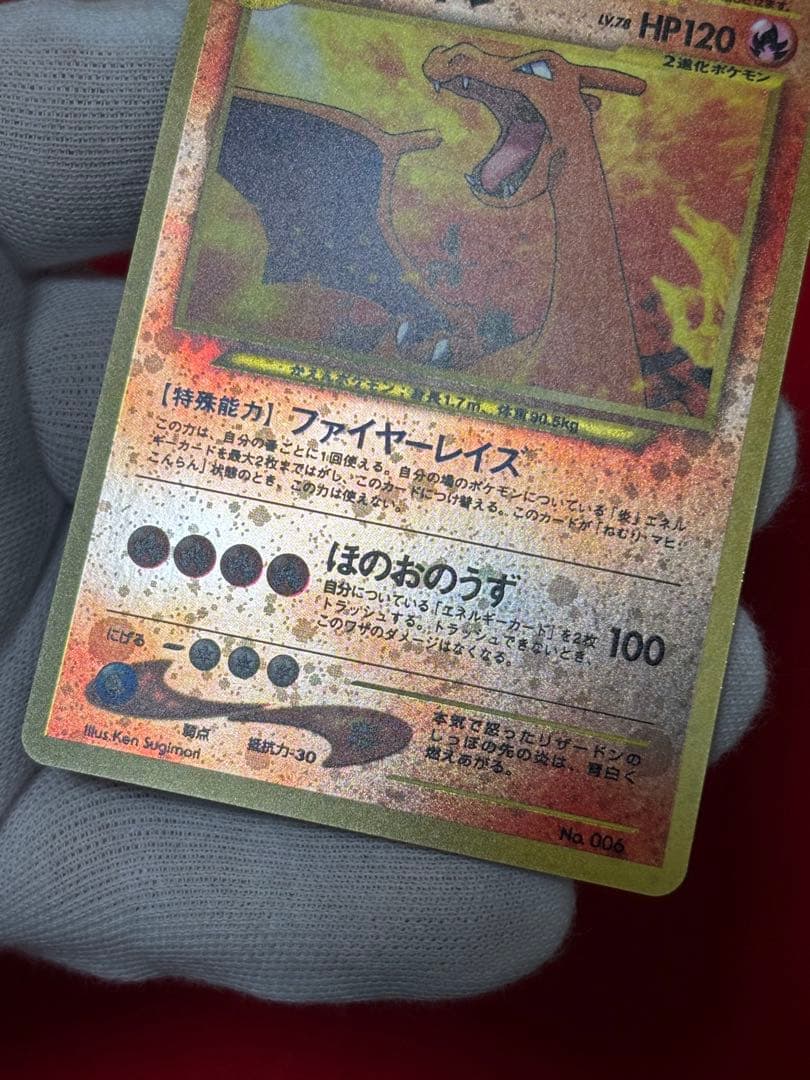 LV.78 HP120
2進化ポケモン
かえんポケモン：身長1.7m、体重90.5kg
【特殊能力】ファイヤーレイズ
この力は、自分の番ごとに1回使える。自分の場のポケモンについている「炎」エネル
ギーカードを最大2枚まではがし、このカードにつけ替える。このカードが「ねむり・マヒ・
こんらん」状態のとき、この力は使えない。
ほのおのうず 100
自分についている「エネルギーカード」を2枚
トラッシュする。トラッシュできないとき、
このワザのダメージはなくなる。
にげる
弱点
抵抗力 -30
Illus. Ken Sugimori
本気で怒ったリザードンの
しっぽの先の炎は、青白く
燃えあがる。
No. 006